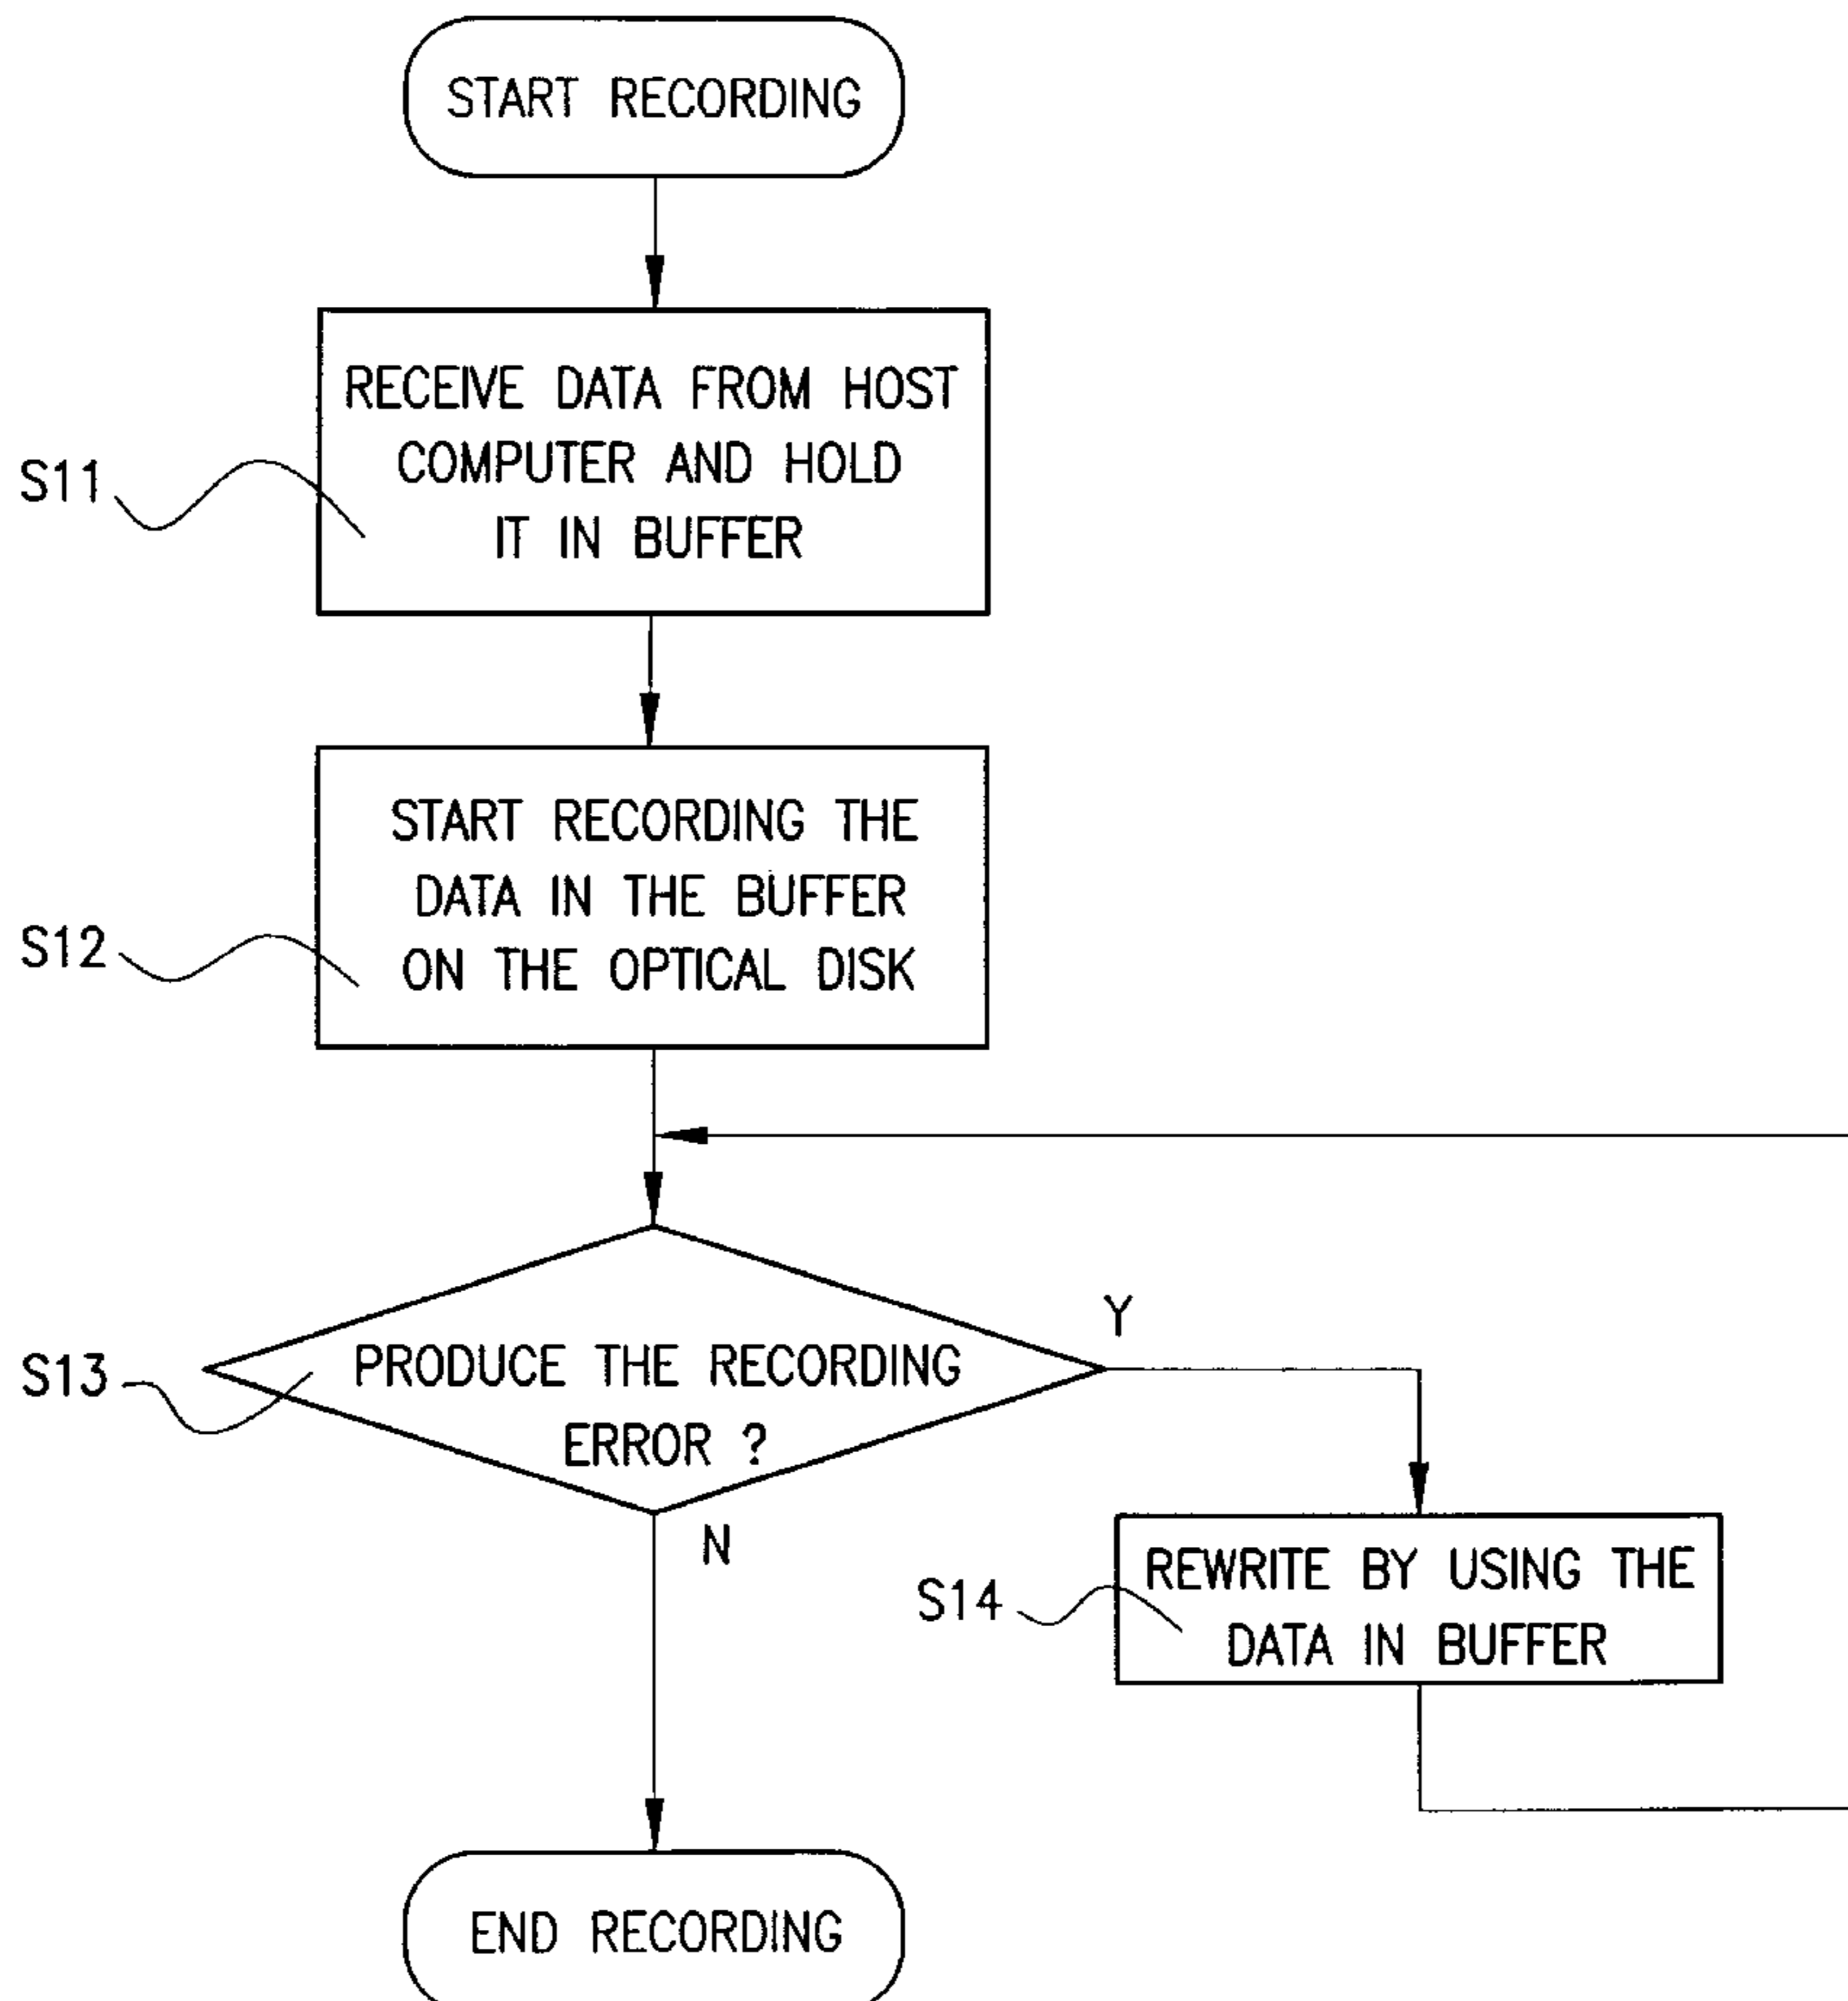 START RECORDING
RECEIVE DATA FROM HOST
COMPUTER AND HOLD
IT IN BUFFER
S11
START RECORDING THE
DATA IN THE BUFFER
ON THE OPTICAL DISK
S12
Y
PRODUCE THE RECORDING
ERROR ?
S13
N
REWRITE BY USING THE
DATA IN BUFFER
S14
END RECORDING